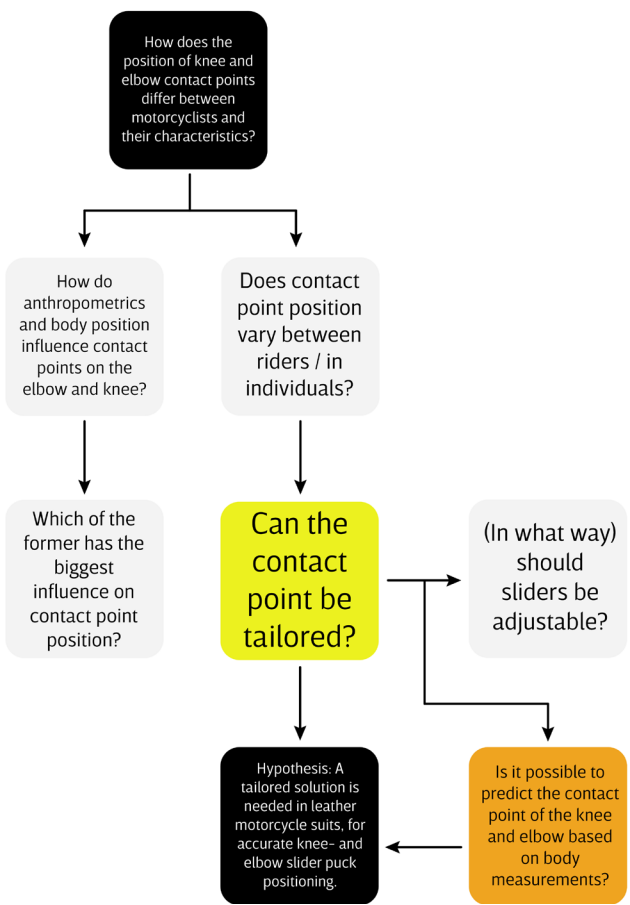 How does the
position of knee and
elbow contact points
differ between
motorcyclists and
their characteristics?
How do
anthropometrics
and body position
influence contact
points on the
elbow and knee?
Does contact
point position
vary between
riders / in
individuals?
Which of the
former has the
biggest
influence on
contact point
position?
Can the
contact
point be
tailored?
(In what way)
should
sliders be
adjustable?
Hypothesis: A
tailored solution is
needed in leather
motorcycle suits, for
accurate knee- and
elbow slider puck
positioning.
Is it possible to
predict the contact
point of the knee
and elbow based
on body
measurements?